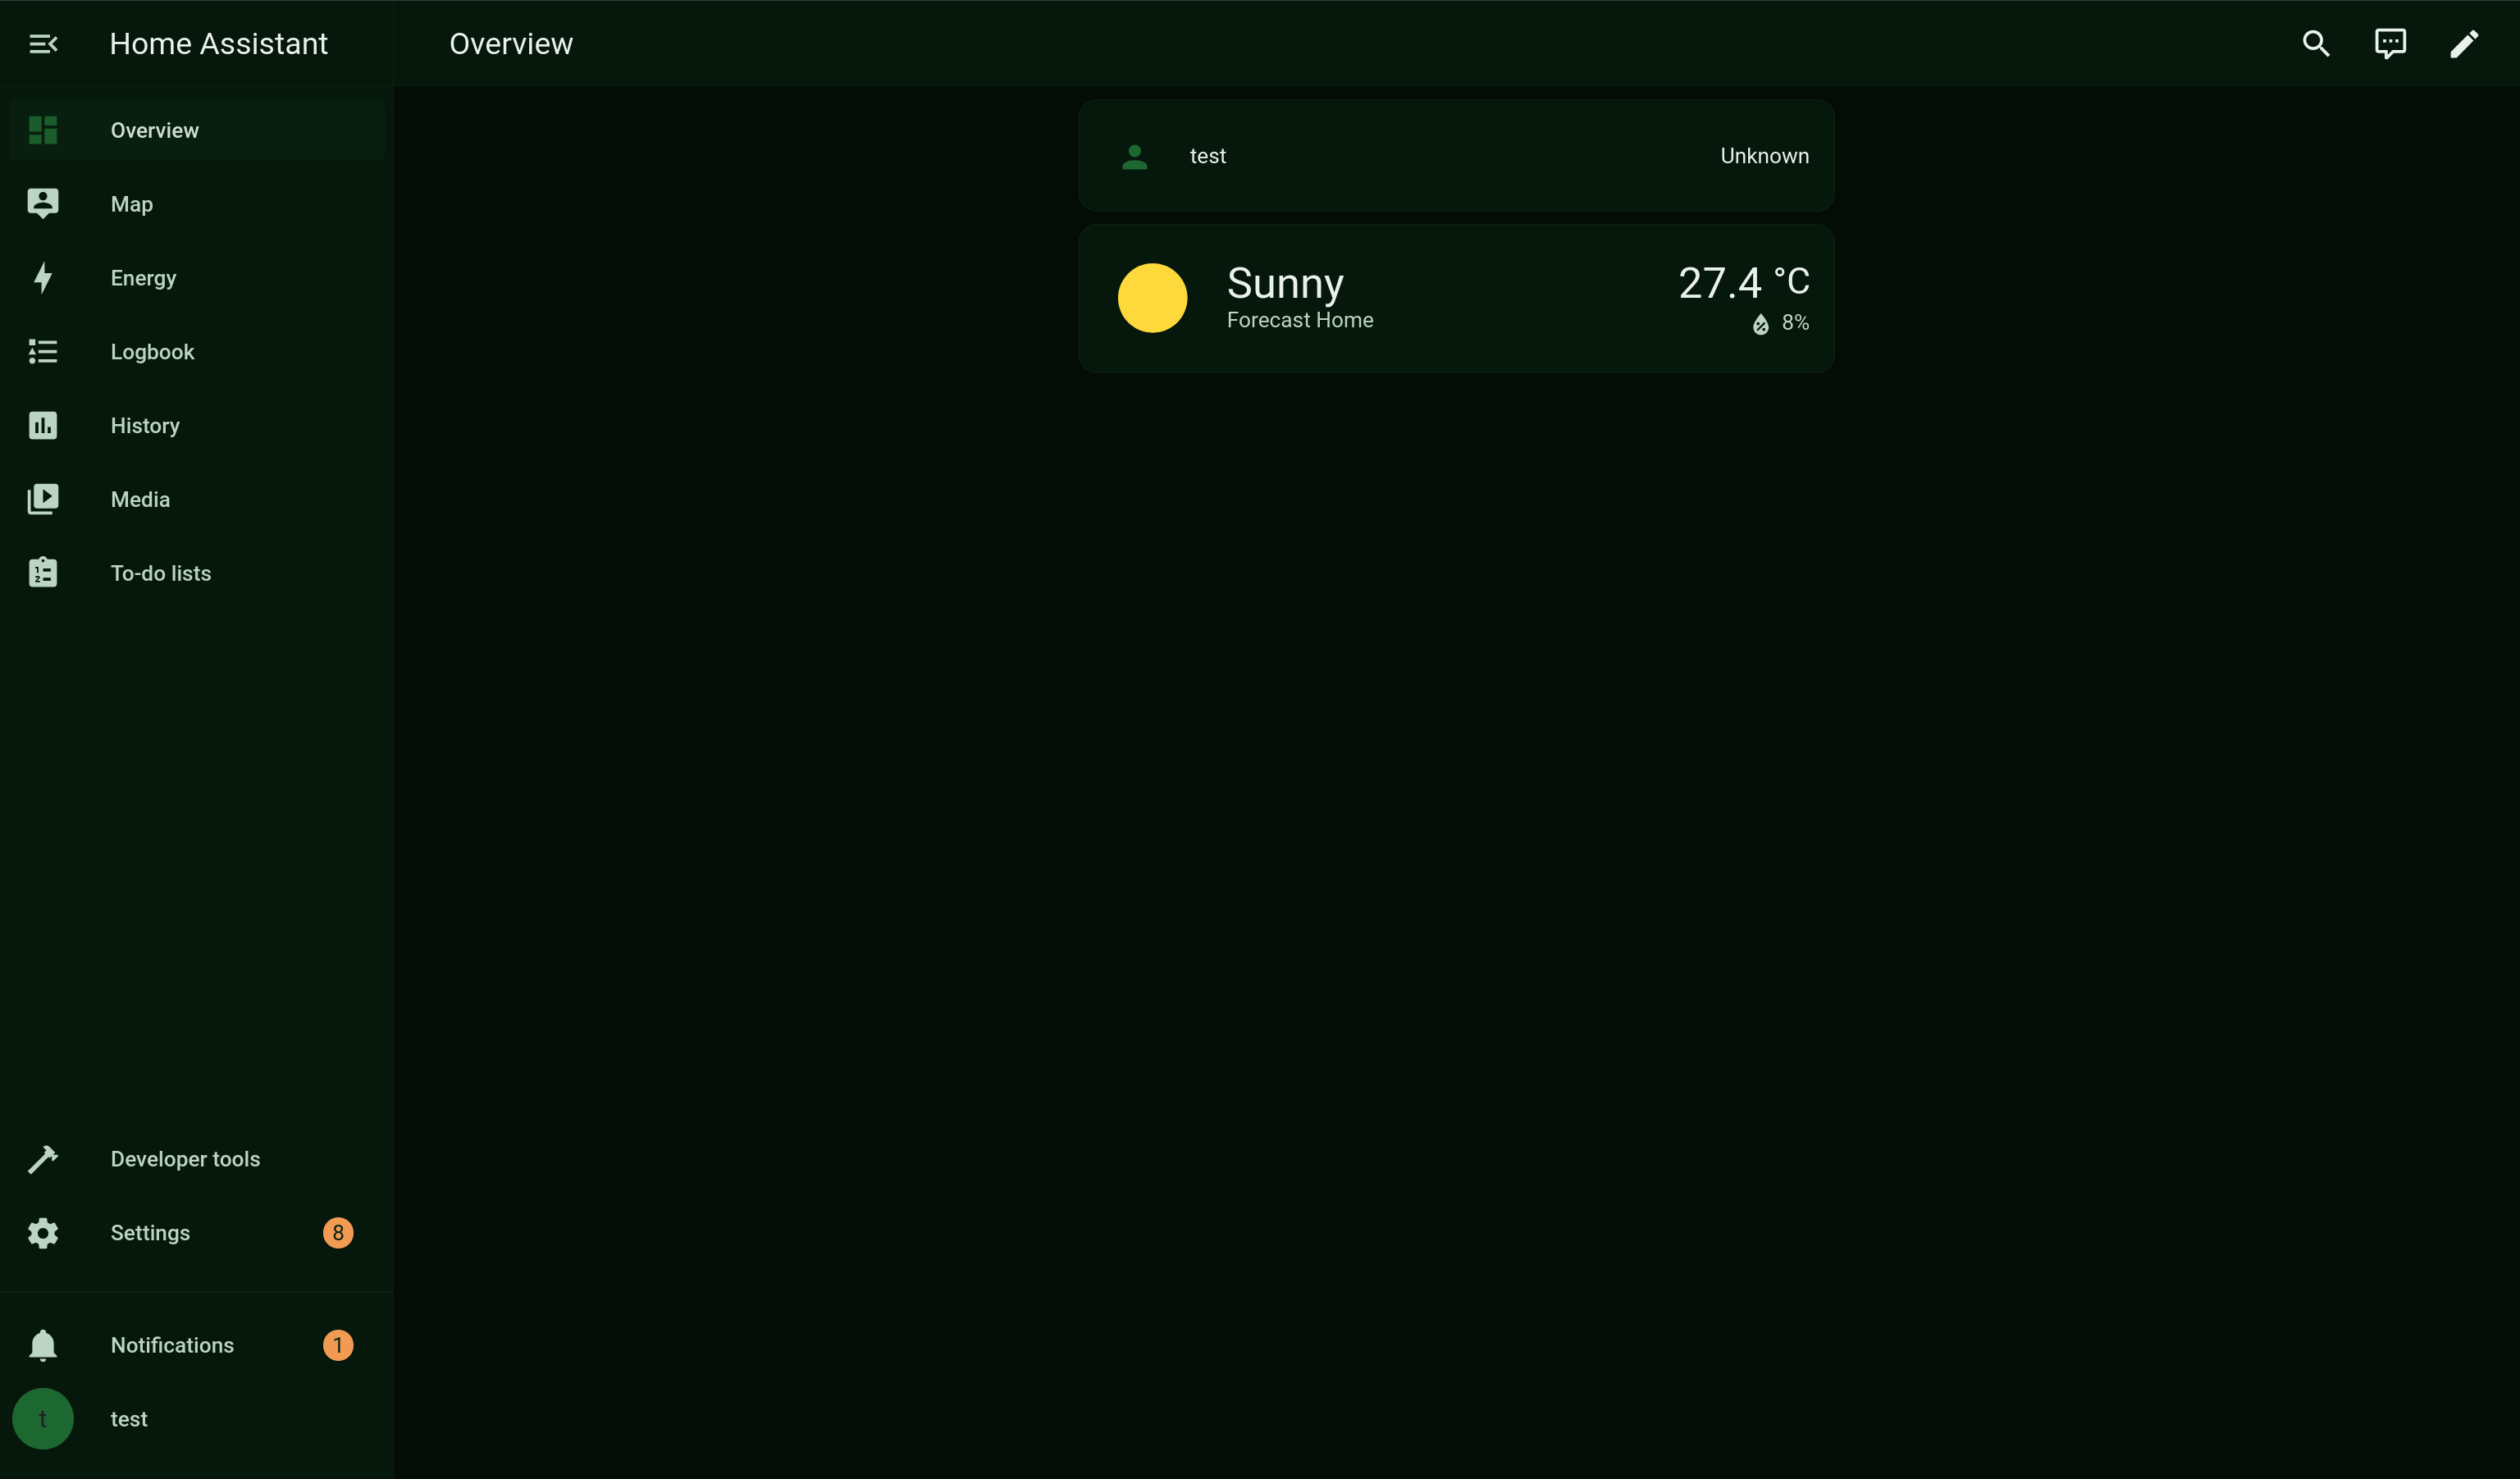 Home Assistant
Overview
Overview
Map
Energy
Logbook
History
Media
To-do lists
Developer tools
Settings 8
Notifications 1
t test
test Unknown
Sunny 27.4 °C
Forecast Home 8%